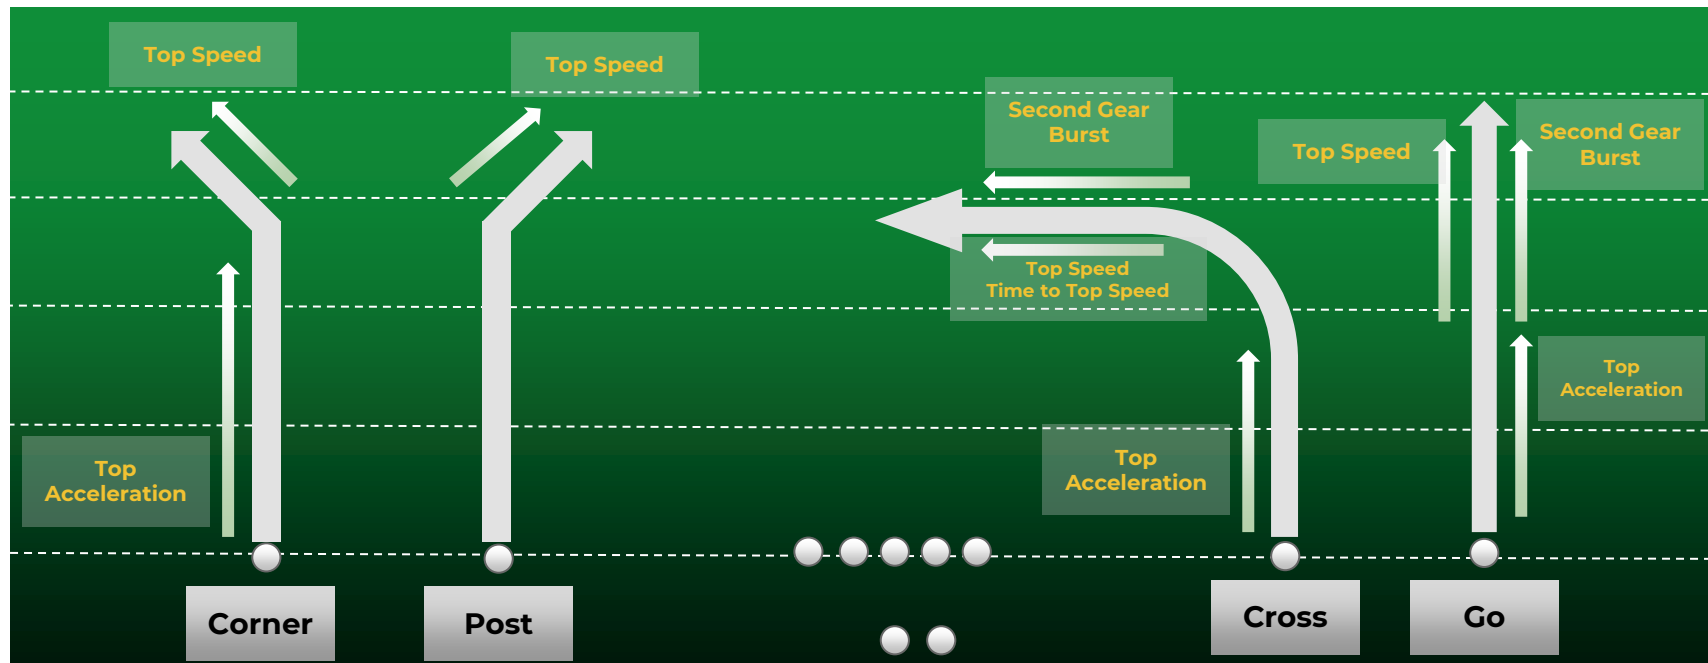 Top Speed
Top Speed
Second Gear
Burst
Top Speed
Second Gear
Burst
Top Speed
Time to Top Speed
Top
Acceleration
Top
Acceleration
Top
Acceleration
Corner
Post
Cross
Go